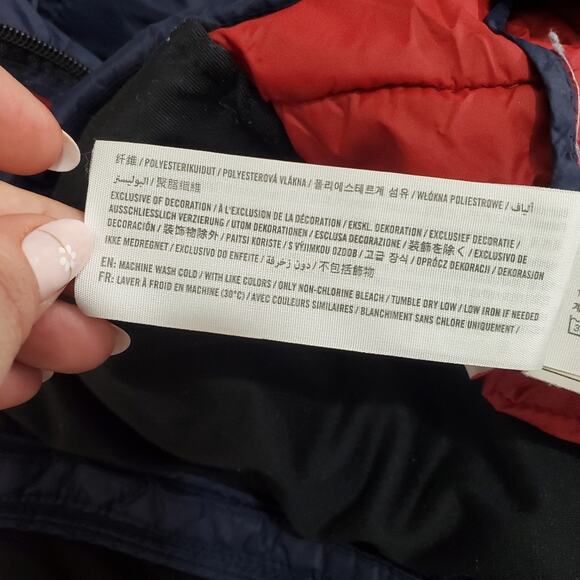 纤维 / POLYESTERIKUIDUT / POLYESTEROVÁ VLÁKNA / 폴리에스테르계 섬유 / WŁÓKNA POLIESTROWE / ألياف
البوليستر / 聚脂纖維
EXCLUSIVE OF DECORATION / À L'EXCLUSION DE LA DÉCORATION / EKSKL. DEKORATION / EXCLUSIEF DECORATIE /
AUSSCHLIESSLICH VERZIERUNG / UTOM DEKORATIONEN / ESCLUSA DECORAZIONE / 装飾を除く / EXCLUSIVO DE
DECORACIÓN / 装饰物除外 / PAITSI KORISTE / S VÝJIMKOU OZDOB / 고급 장식 / OPRÓCZ DEKORACJI / DEKORASJON
IKKE MEDREGNET / EXCLUSIVO DO ENFEITE / دون زخرفة / 不包括飾物
EN: MACHINE WASH COLD / WITH LIKE COLORS / ONLY NON-CHLORINE BLEACH / TUMBLE DRY LOW / LOW IRON IF NEEDED
FR: LAVER À FROID EN MACHINE (30°C) / AVEC COULEURS SIMILAIRES / BLANCHIMENT SANS CHLORE UNIQUEMENT /